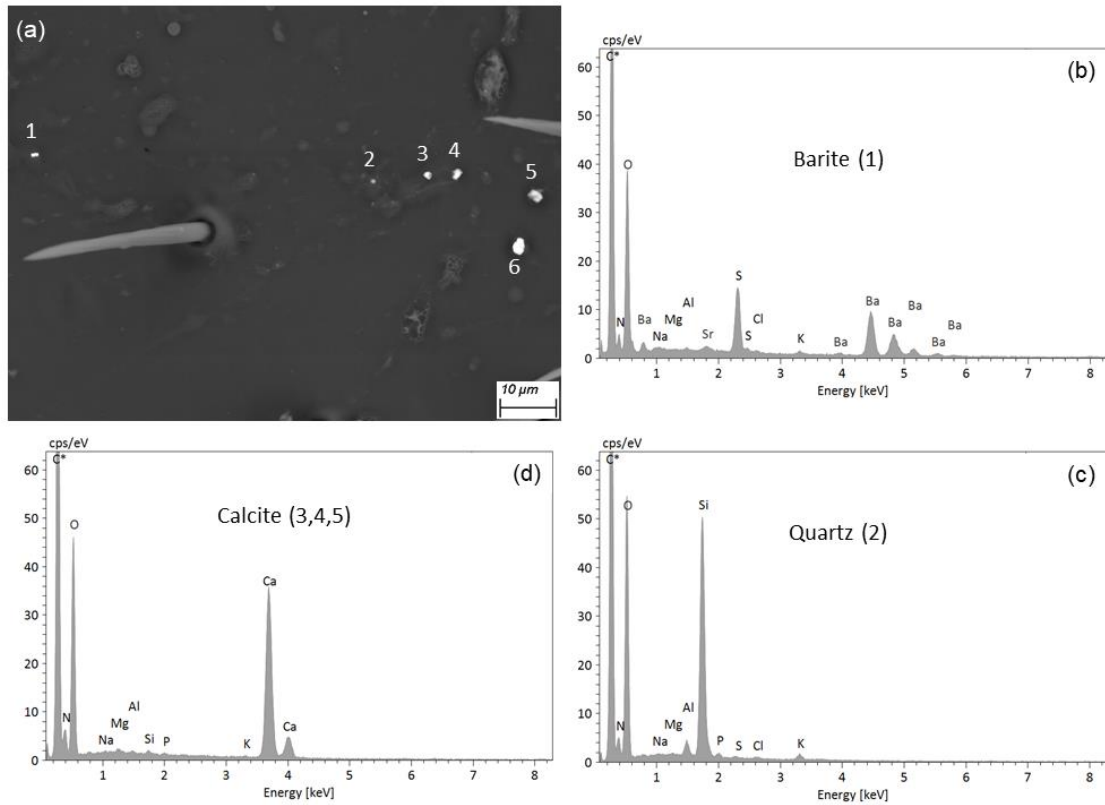 (a)
1
2
3
4
5
6
10 µm
cps/eV
(b)
Barite (1)
60
50
40
30
20
10
0
C*
O
N
Ba
Na
Mg
Al
Sr
S
S
Cl
K
Ba
Ba
Ba
Ba
Ba
Ba
1 2 3 4 5 6 7 8
Energy [keV]
cps/eV
(d)
Calcite (3,4,5)
60
50
40
30
20
10
0
C*
O
N
Na
Mg
Al
Si
P
K
Ca
Ca
1 2 3 4 5 6 7 8
Energy [keV]
cps/eV
(c)
Quartz (2)
60
50
40
30
20
10
0
C*
O
N
Na
Mg
Al
Si
P
S
Cl
K
1 2 3 4 5 6 7 8
Energy [keV]